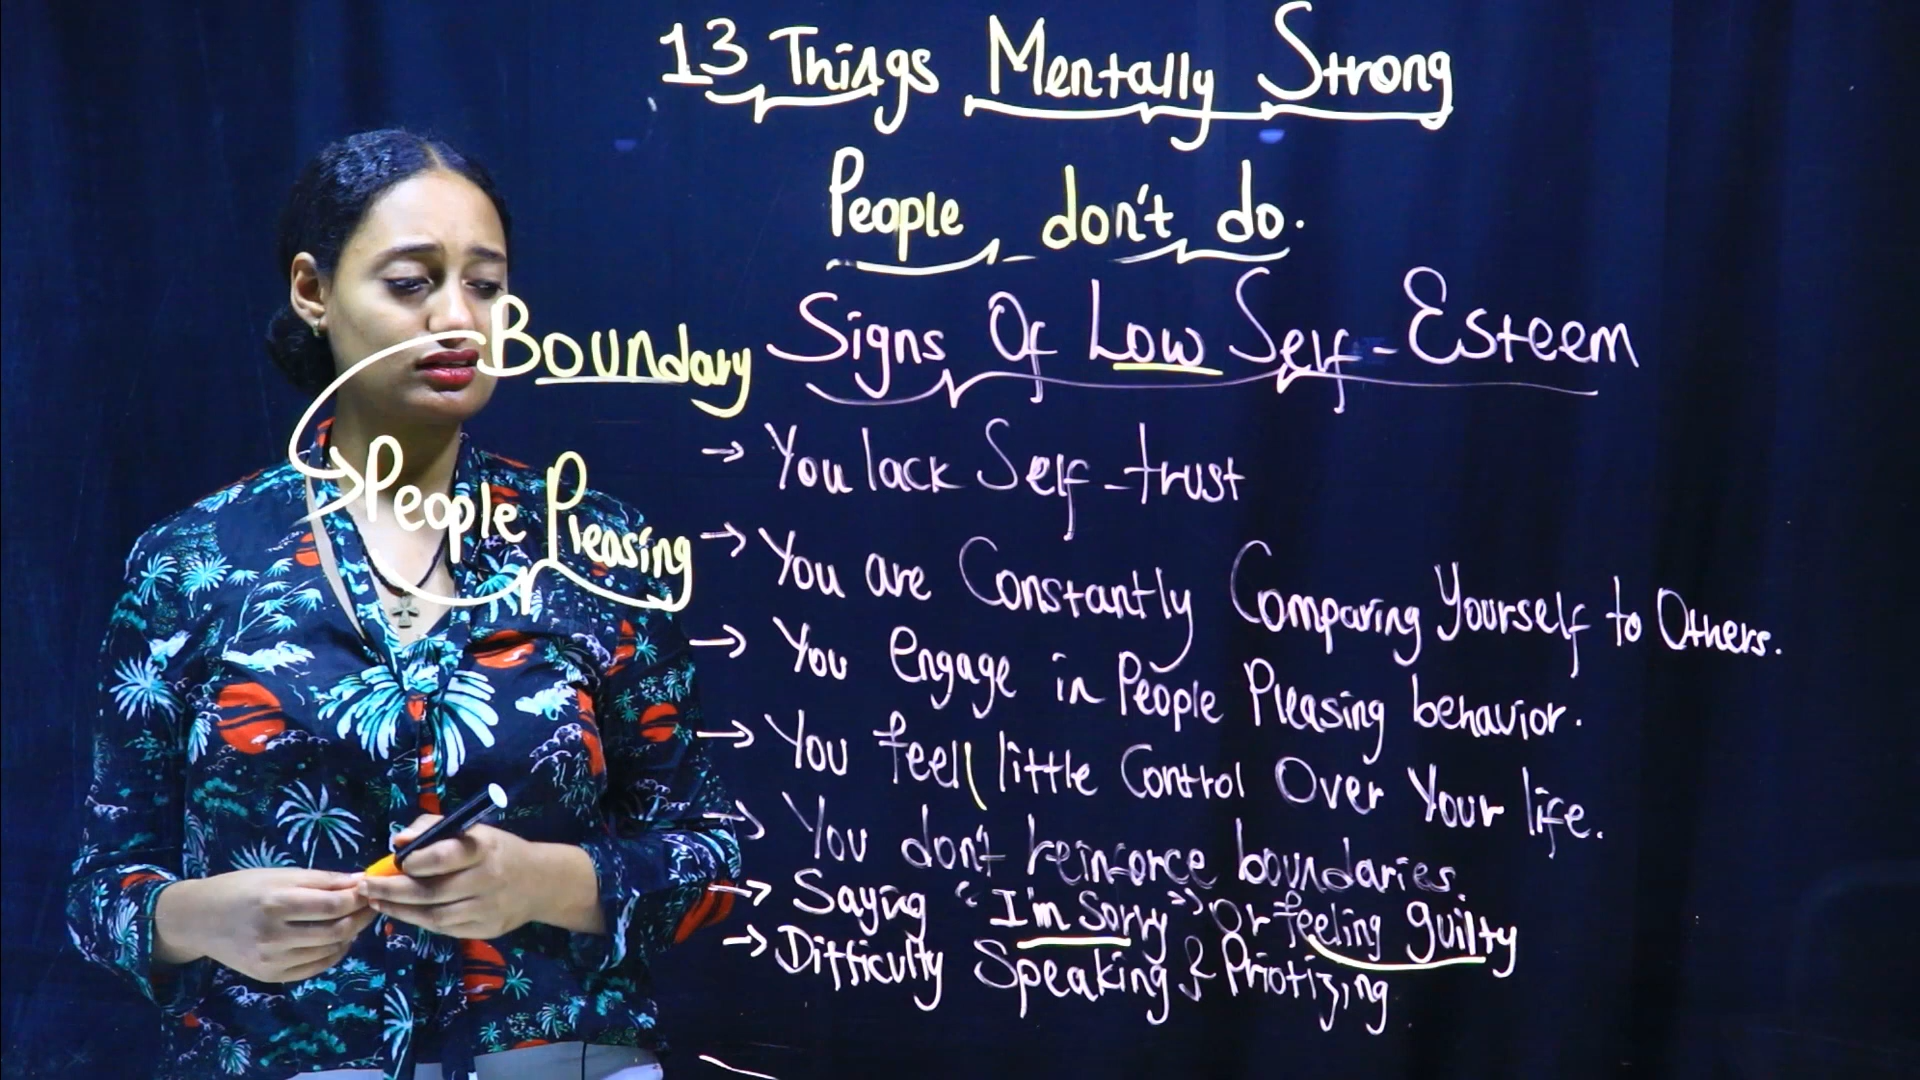 13 Things Mentally Strong
People don't do.
Signs Of Low Self-Esteem
Boundary
People Pleasing
→ You lack Self-trust
→ You are Constantly Comparing Yourself to Others.
→ You engage in People Pleasing behavior.
→ You feel little Control Over Your life.
→ You don't reinforce boundaries.
→ Saying "I'm Sorry" Or feeling guilty
→ Difficulty Speaking & Priotizing